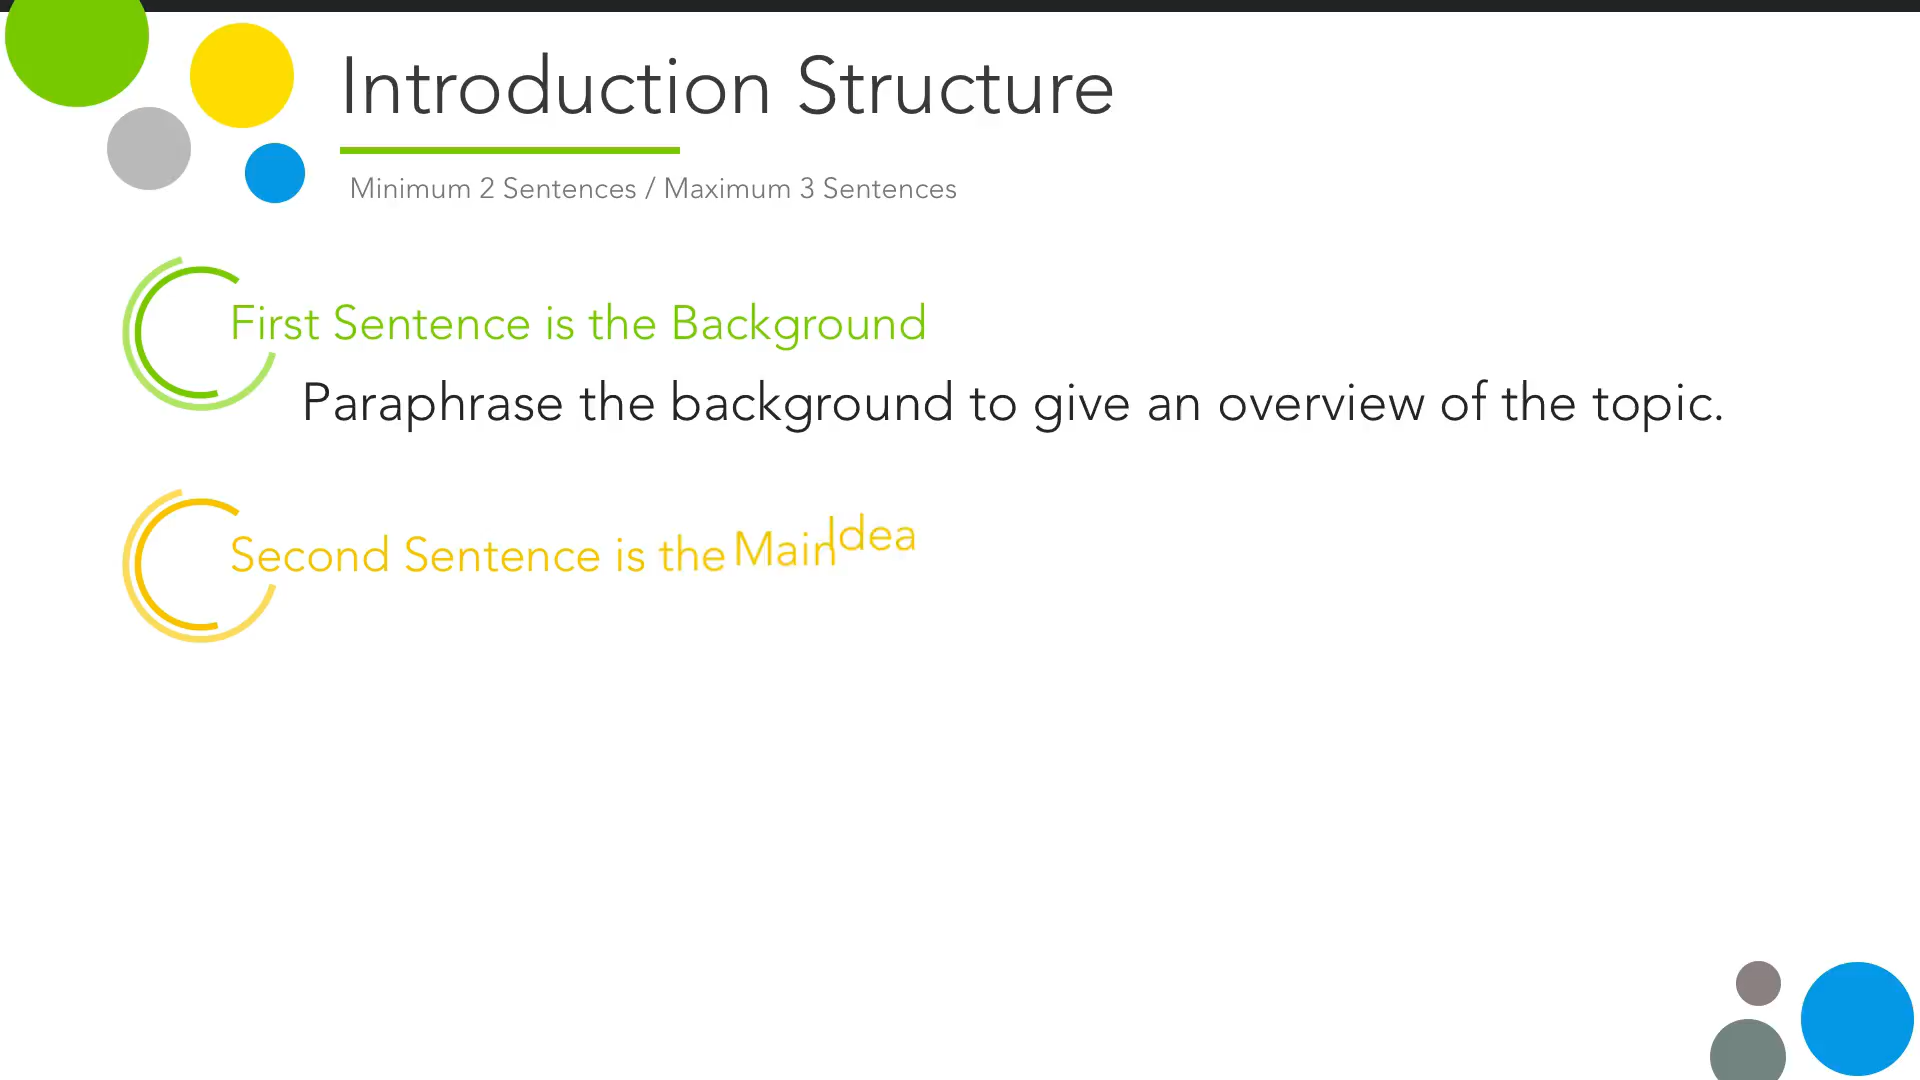 Introduction Structure
Minimum 2 Sentences / Maximum 3 Sentences
First Sentence is the Background
Paraphrase the background to give an overview of the topic.
Second Sentence is the Main Idea